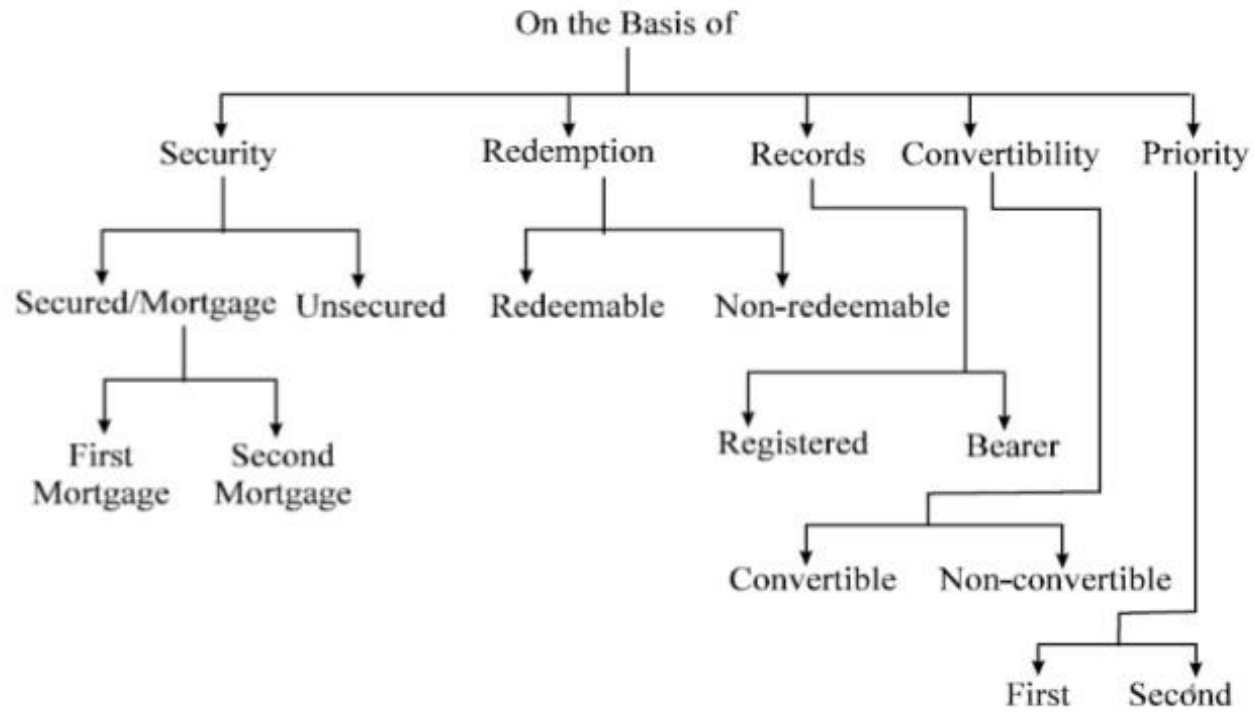 On the Basis of
Security Redemption Records Convertibility Priority
Secured/Mortgage Unsecured Redeemable Non-redeemable
Registered Bearer
First Second
Mortgage Mortgage
Convertible Non-convertible
First Second